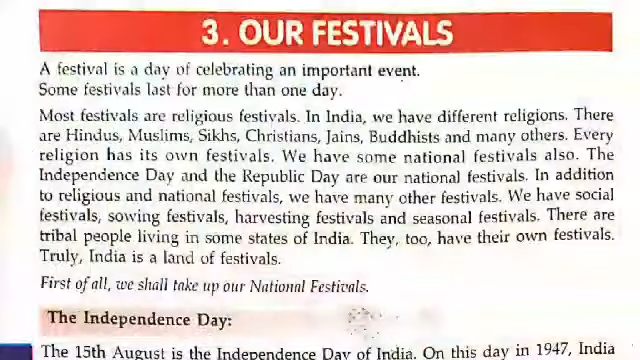 3. OUR FESTIVALS
A festival is a day of celebrating an important event.
Some festivals last for more than one day.
Most festivals are religious festivals. In India, we have different religions. There
are Hindus, Muslims, Sikhs, Christians, Jains, Buddhists and many others. Every
religion has its own festivals. We have some national festivals also. The
Independence Day and the Republic Day are our national festivals. In addition
to religious and national festivals, we have many other festivals. We have social
festivals, sowing festivals, harvesting festivals and seasonal festivals. There are
tribal people living in some states of India. They, too, have their own festivals.
Truly, India is a land of festivals.
First of all, we shall take up our National Festivals.
The Independence Day:
The 15th August is the Independence Day of India. On this day in 1947, India